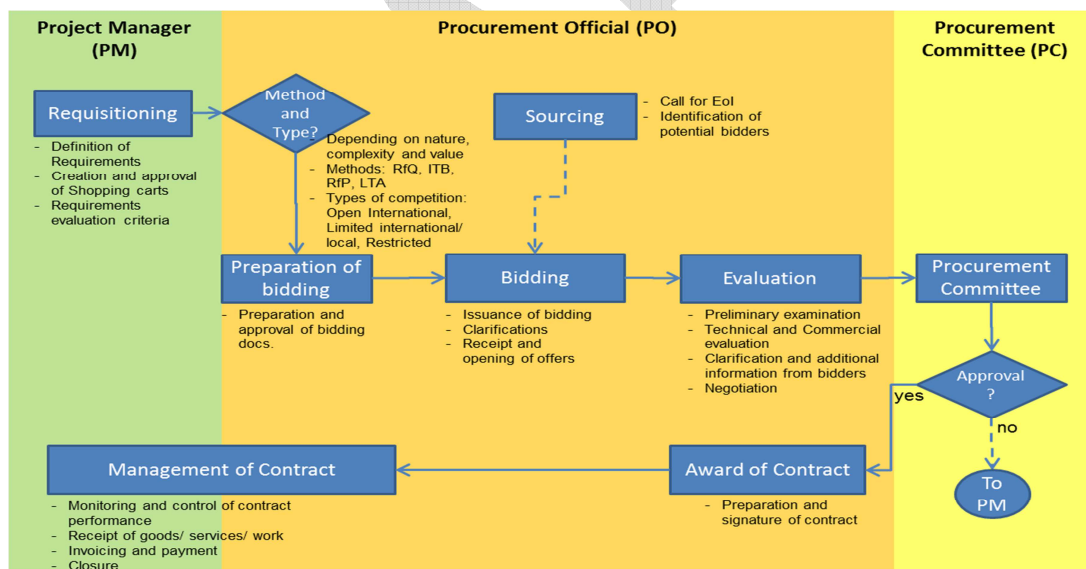 Project Manager
(PM)
Procurement Official (PO)
Procurement
Committee (PC)
Requisitioning
- Definition of
Requirements
- Creation and approval
of Shopping carts
- Requirements
evaluation criteria
Method
and
Type?
- Depending on nature,
complexity and value
- Methods: RfQ, ITB,
RfP, LTA
- Types of competition:
Open International,
Limited international/
local, Restricted
Sourcing
- Call for EoI
- Identification of
potential bidders
Preparation of
bidding
- Preparation and
approval of bidding
docs.
Bidding
- Issuance of bidding
- Clarifications
- Receipt and
opening of offers
Evaluation
- Preliminary examination
- Technical and Commercial
evaluation
- Clarification and additional
information from bidders
- Negotiation
Procurement
Committee
Approval
?
yes
no
To
PM
Award of Contract
- Preparation and
signature of contract
Management of Contract
- Monitoring and control of contract
performance
- Receipt of goods/ services/ work
- Invoicing and payment
- Closure